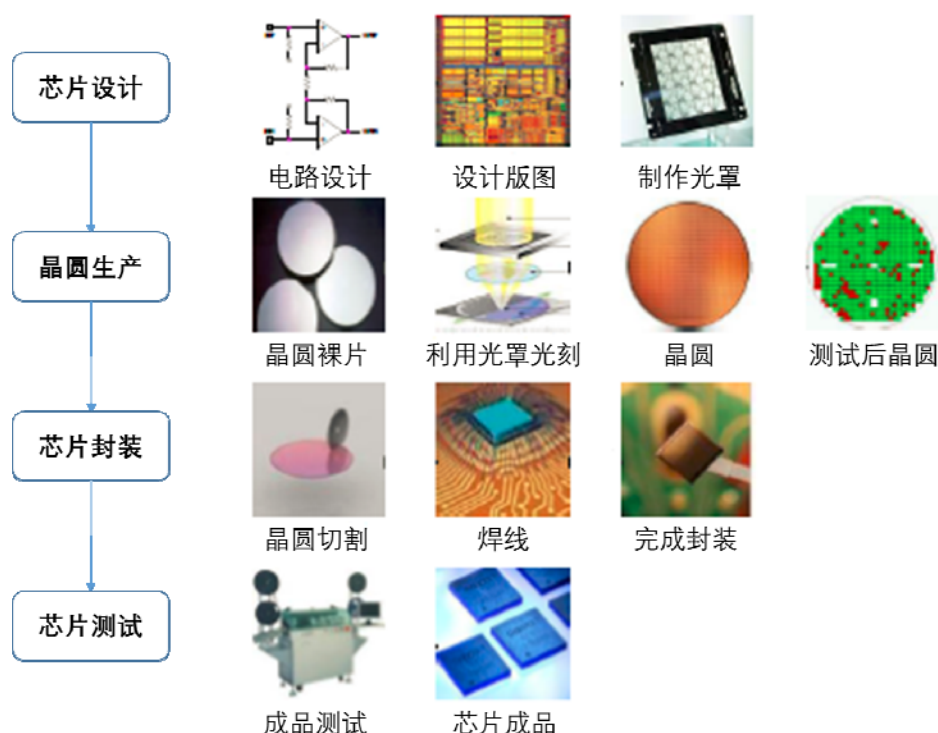 芯片设计
电路设计
设计版图
制作光罩
晶圆生产
晶圆裸片
利用光罩光刻
晶圆
测试后晶圆
芯片封装
晶圆切割
焊线
完成封装
芯片测试
成品测试
芯片成品